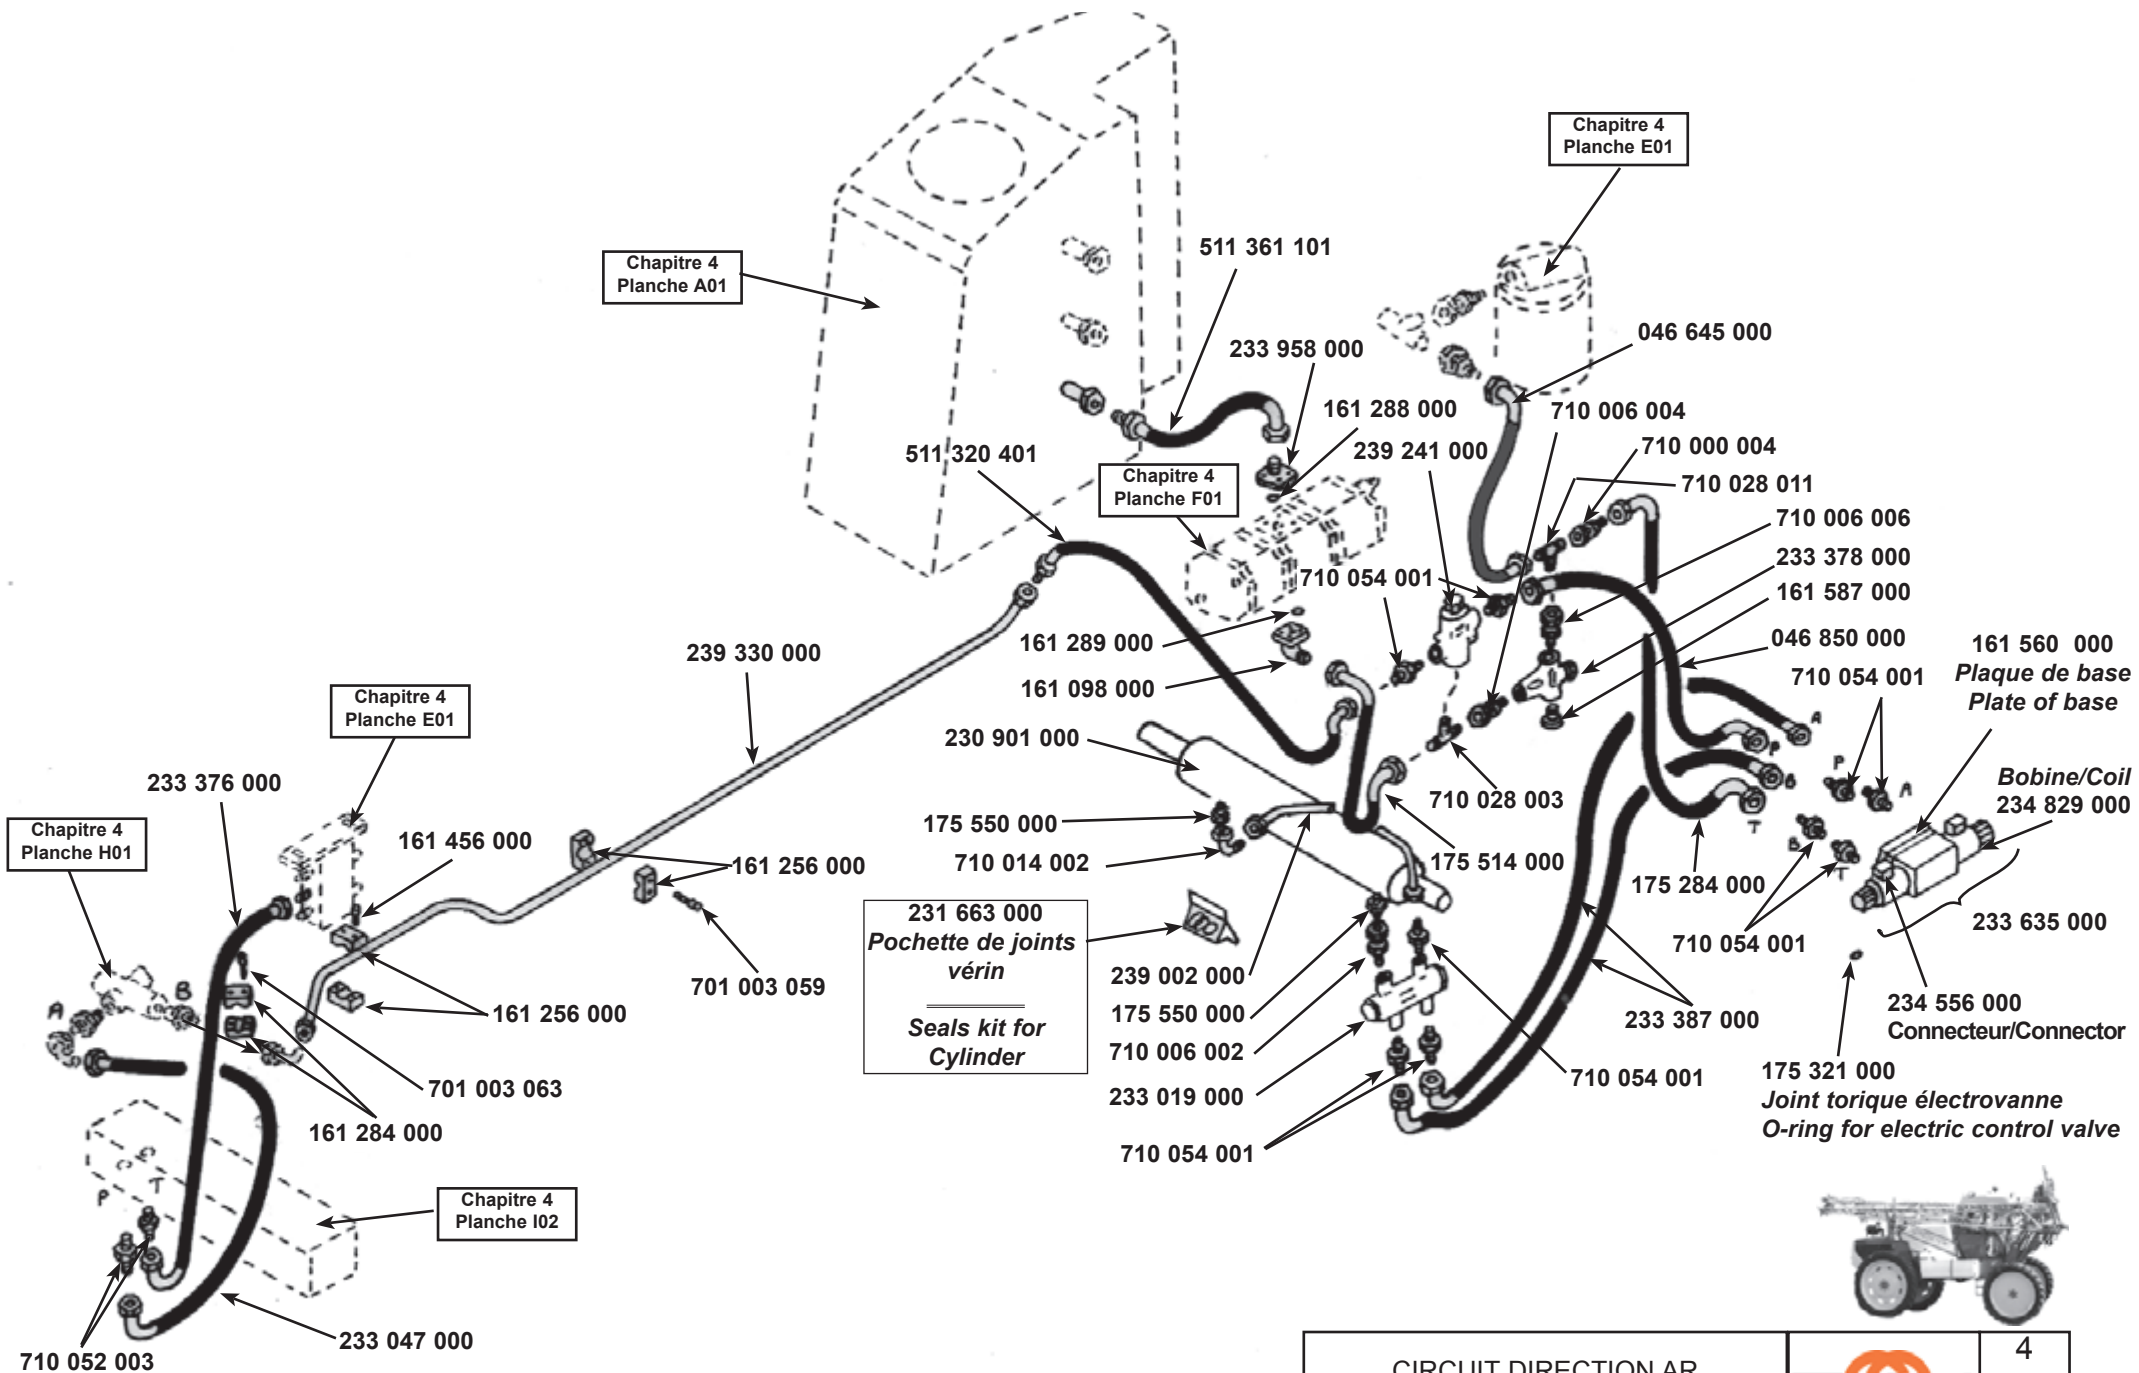 Chapitre 4
Planche E01
Chapitre 4
Planche A01
511 361 101
233 958 000
046 645 000
161 288 000
710 006 004
239 241 000
710 000 004
511 320 401
Chapitre 4
Planche F01
710 028 011
710 006 006
233 378 000
710 054 001
161 587 000
161 289 000
046 850 000
161 560 000
Plaque de base
Plate of base
239 330 000
161 098 000
710 054 001
Chapitre 4
Planche E01
230 901 000
A
P
P
A
B
T
B
T
Bobine/Coil
234 829 000
233 376 000
710 028 003
175 550 000
Chapitre 4
Planche H01
161 456 000
161 256 000
710 014 002
175 514 000
175 284 000
231 663 000
Pochette de joints
vérin
Seals kit for
Cylinder
233 635 000
710 054 001
239 002 000
701 003 059
A
B
161 256 000
175 550 000
233 387 000
234 556 000
Connecteur/Connector
710 006 002
175 321 000
Joint torique électrovanne
O-ring for electric control valve
710 054 001
701 003 063
233 019 000
161 284 000
710 054 001
P
T
Chapitre 4
Planche I02
233 047 000
710 052 003
4
CIRCUIT DIRECTION AR